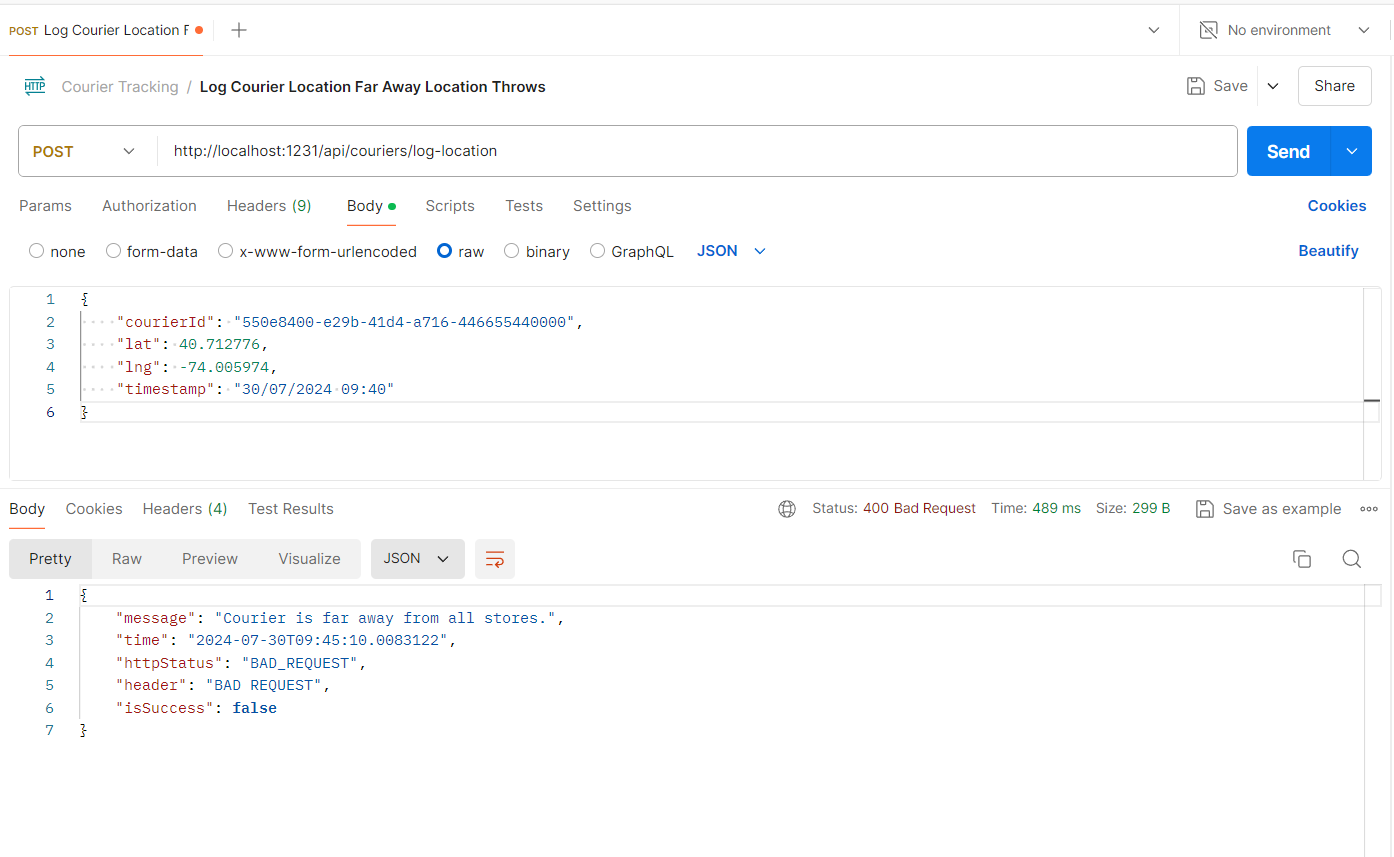 POST Log Courier Location F
No environment
HTTP Courier Tracking / Log Courier Location Far Away Location Throws
Save
Share
POST http://localhost:1231/api/couriers/log-location
Send
Params Authorization Headers (9) Body Scripts Tests Settings Cookies
none form-data x-www-form-urlencoded raw binary GraphQL JSON Beautify
1 {
2 "courierId": "550e8400-e29b-41d4-a716-446655440000",
3 "lat": 40.712776,
4 "lng": -74.005974,
5 "timestamp": "30/07/2024 09:40"
6 }
Body Cookies Headers (4) Test Results Status: 400 Bad Request Time: 489 ms Size: 299 B Save as example
Pretty Raw Preview Visualize JSON
1 {
2 "message": "Courier is far away from all stores.",
3 "time": "2024-07-30T09:45:10.0083122",
4 "httpStatus": "BAD_REQUEST",
5 "header": "BAD REQUEST",
6 "isSuccess": false
7 }